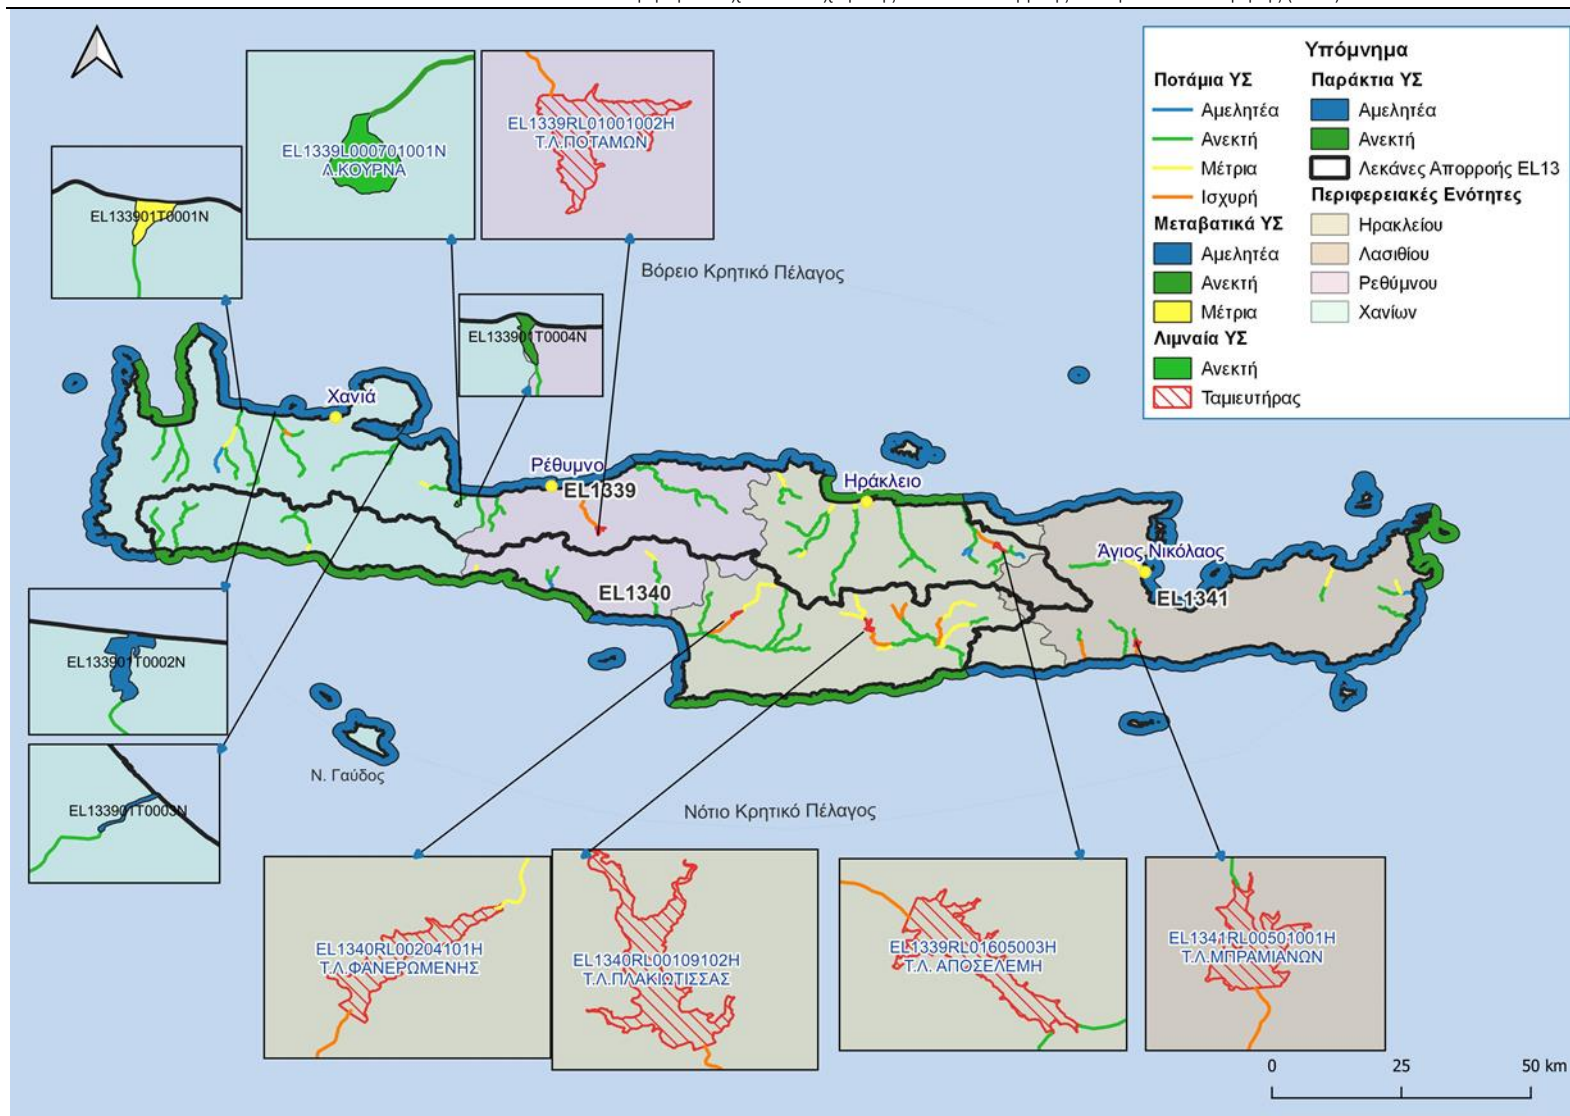 Υπόμνημα
Ποτάμια ΥΣ
Αμελητέα
Ανεκτή
Μέτρια
Ισχυρή
Μεταβατικά ΥΣ
Αμελητέα
Ανεκτή
Μέτρια
Λιμναία ΥΣ
Ανεκτή
Ταμιευτήρας
Παράκτια ΥΣ
Αμελητέα
Ανεκτή
Λεκάνες Απορροής EL13
Περιφερειακές Ενότητες
Ηρακλείου
Λασιθίου
Ρεθύμνου
Χανίων
EL1339L000701001N
Λ.ΚΟΥΡΝΑ
EL1339RL01001002H
Τ.Λ.ΠΟΤΑΜΩΝ
EL133901T0001N
Βόρειο Κρητικό Πέλαγος
EL133901T0004N
Χανιά
Ρέθυμνο
EL1339
Ηράκλειο
Άγιος Νικόλαος
EL1340
EL1341
EL133901T0002N
EL133901T0003N
Ν. Γαύδος
Νότιο Κρητικό Πέλαγος
EL1340RL00204101H
Τ.Λ.ΦΑΝΕΡΩΜΕΝΗΣ
EL1340RL00109102H
Τ.Λ.ΠΛΑΚΙΩΤΙΣΣΑΣ
EL1339RL01605003H
Τ.Λ. ΑΠΟΣΕΛΕΜΗ
EL1341RL00501001H
Τ.Λ.ΜΠΡΑΜΙΑΝΩΝ
0 25 50 km